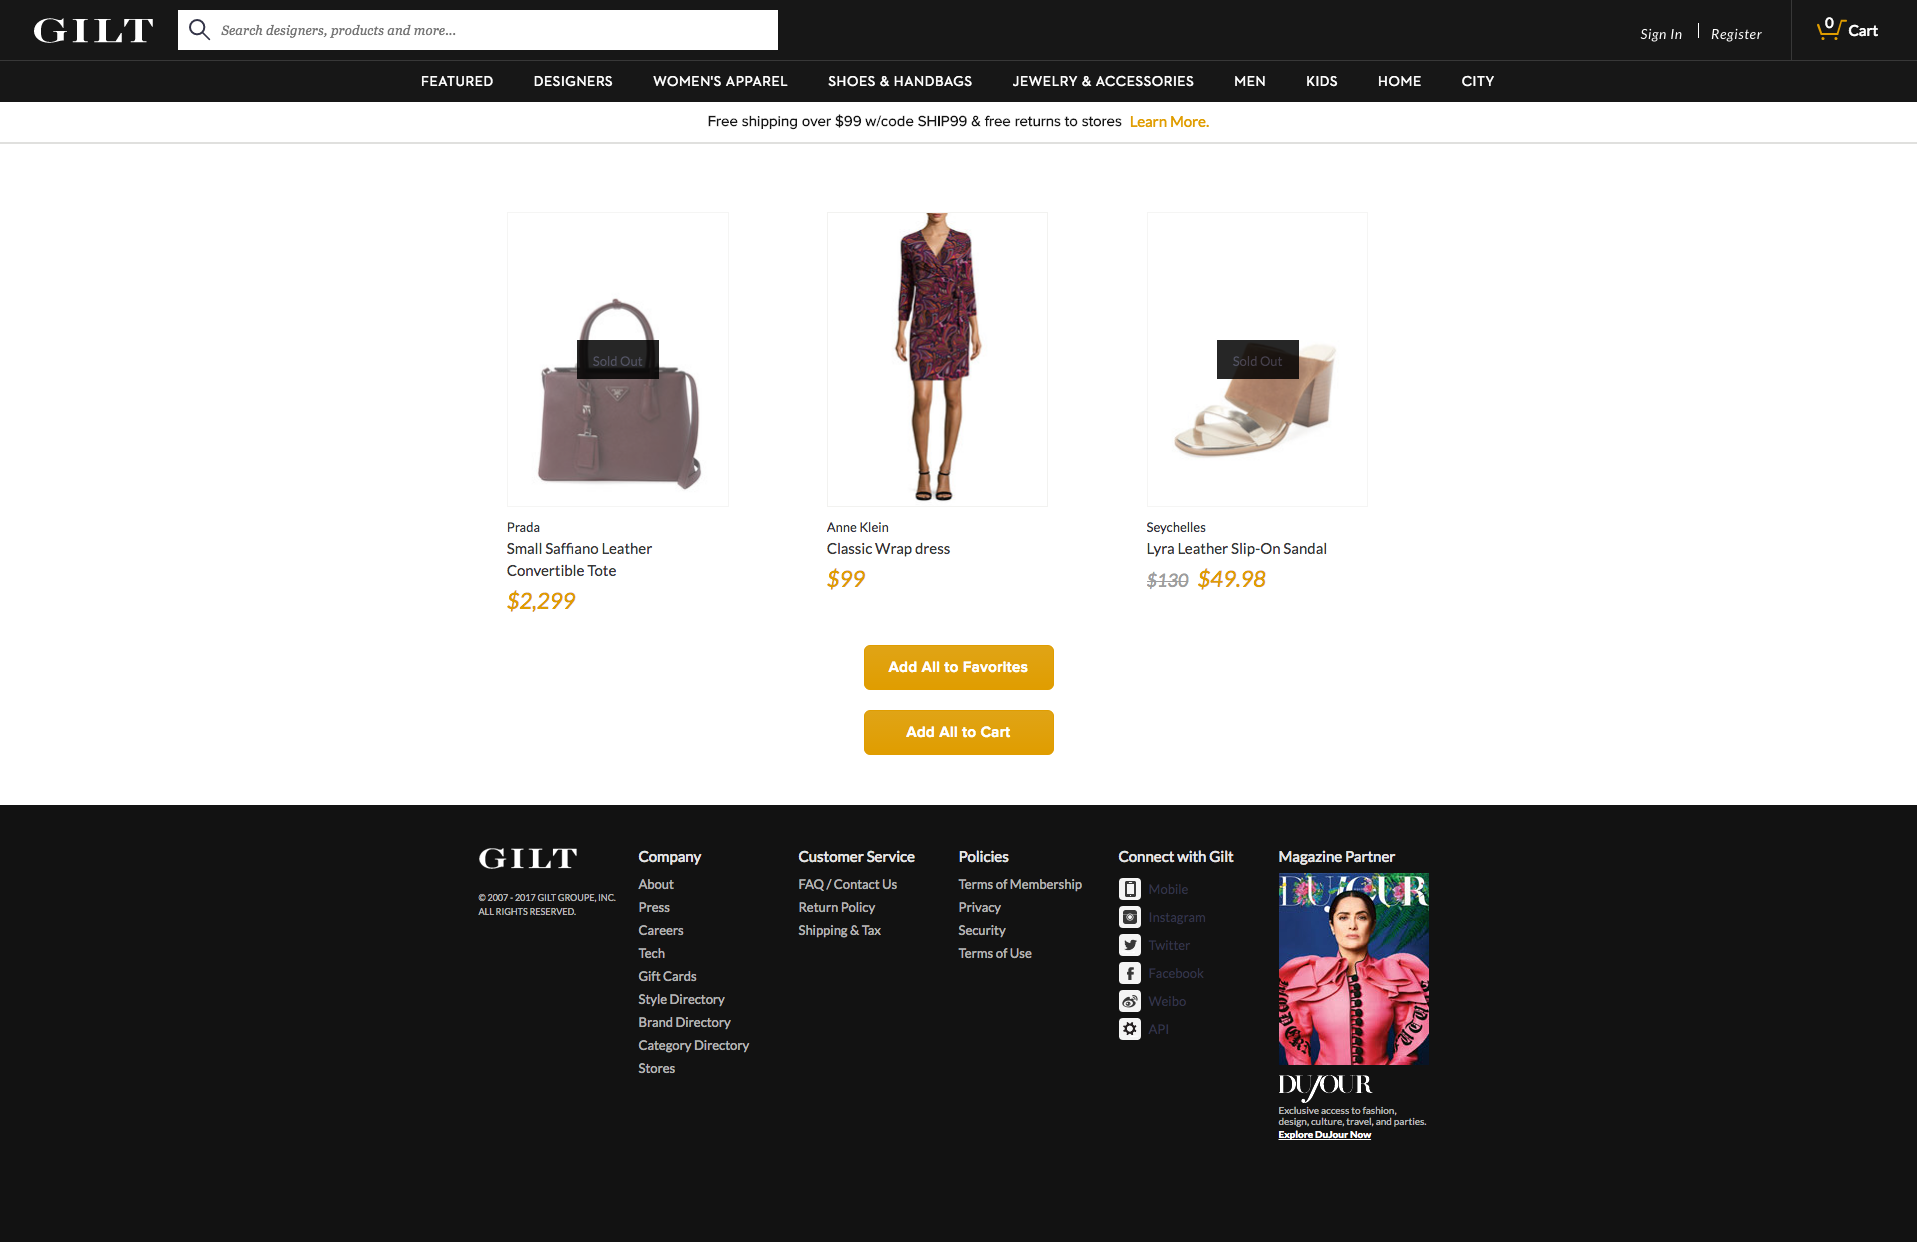 GILT
Search designers, products and more...
Sign In
Register
0
Cart
FEATURED
DESIGNERS
WOMEN'S APPAREL
SHOES & HANDBAGS
JEWELRY & ACCESSORIES
MEN
KIDS
HOME
CITY
Free shipping over $99 w/code SHIP99 & free returns to stores Learn More.
Sold Out
Sold Out
Prada
Small Saffiano Leather
Convertible Tote
$2,299
Anne Klein
Classic Wrap dress
$99
Seychelles
Lyra Leather Slip-On Sandal
$130 $49.98
Add All to Favorites
Add All to Cart
GILT
© 2007 - 2017 GILT GROUPE, INC.
ALL RIGHTS RESERVED.
Company
About
Press
Careers
Tech
Gift Cards
Style Directory
Brand Directory
Category Directory
Stores
Customer Service
FAQ / Contact Us
Return Policy
Shipping & Tax
Policies
Terms of Membership
Privacy
Security
Terms of Use
Connect with Gilt
Mobile
Instagram
Twitter
Facebook
Weibo
API
Magazine Partner
DUJOUR
DUJOUR
Exclusive access to fashion,
design, culture, travel, and parties.
Explore DuJour Now